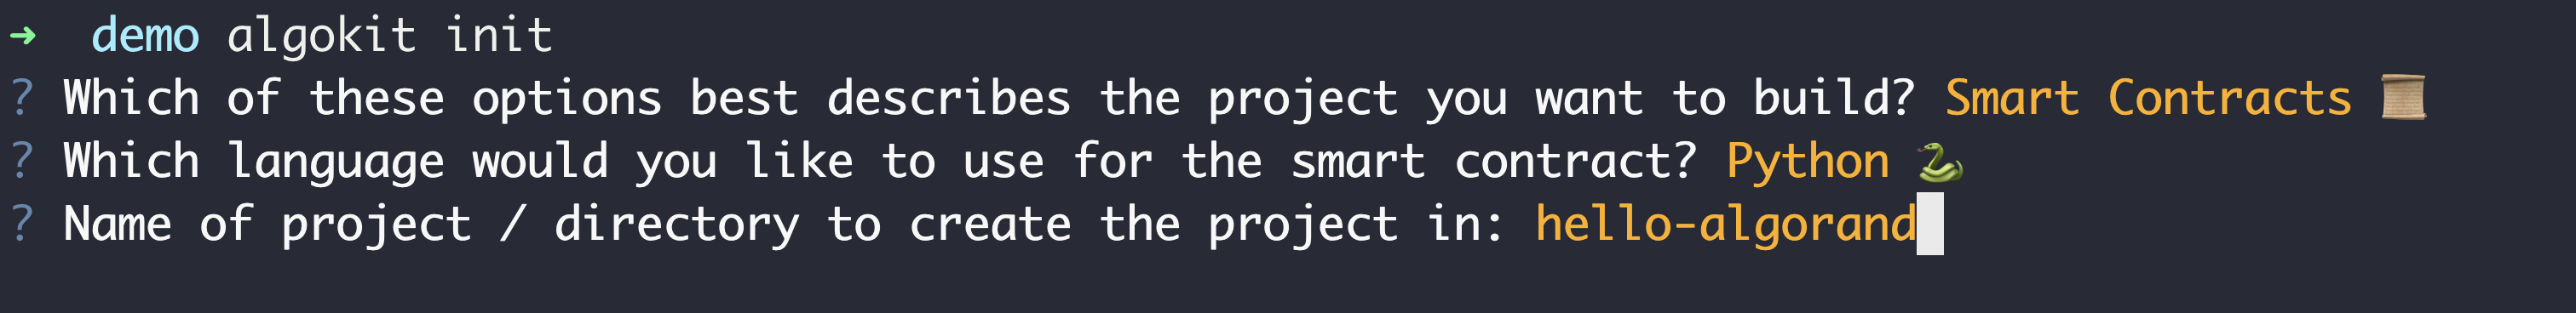 ➜ demo algokit init
? Which of these options best describes the project you want to build? Smart Contracts 📜
? Which language would you like to use for the smart contract? Python 🐍
? Name of project / directory to create the project in: hello-algorand